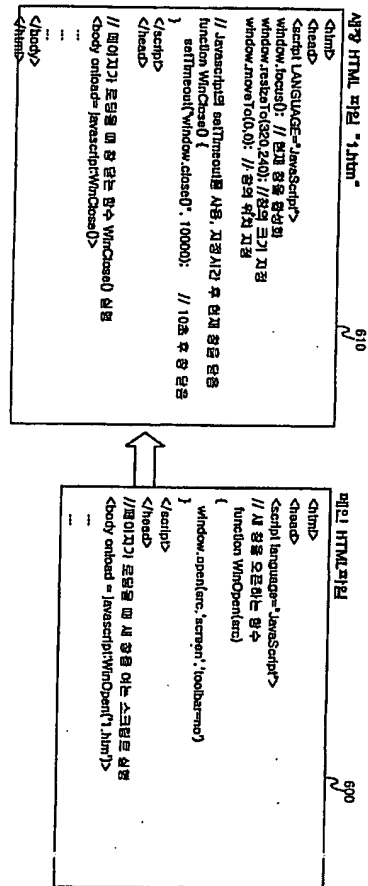 새창 HTML 파일 "1.htm"
610
<html>
<head>
<script LANGUAGE="JavaScript">
window.focus(); // 현재 창을 활성화
window.resizeTo(320,240); //창의 크기 지정
window.moveTo(0,0); // 창의 위치 지정
// Javascript의 setTimeout를 사용, 지정시간 후 현재 창을 닫음
function WinClose() {
setTimeout("window.close()", 10000); // 10초 후 창 닫음
}
</script>
</head>
// 페이지가 로딩될 때 창 닫는 함수 WinClose() 실행
<body onload= javascript:WinClose()>
...
...
...
</body>
</html>
메인 HTML파일
600
<html>
<head>
<script language="JavaScript">
// 새 창을 오픈하는 함수
function WinOpen(src)
{
window.open(src,'screen','toolbar=no')
}
</script>
</head>
//페이지가 로딩될 때 새 창을 여는 스크립트 실행
<body onload = javascript:WinOpen('1.htm')>
...